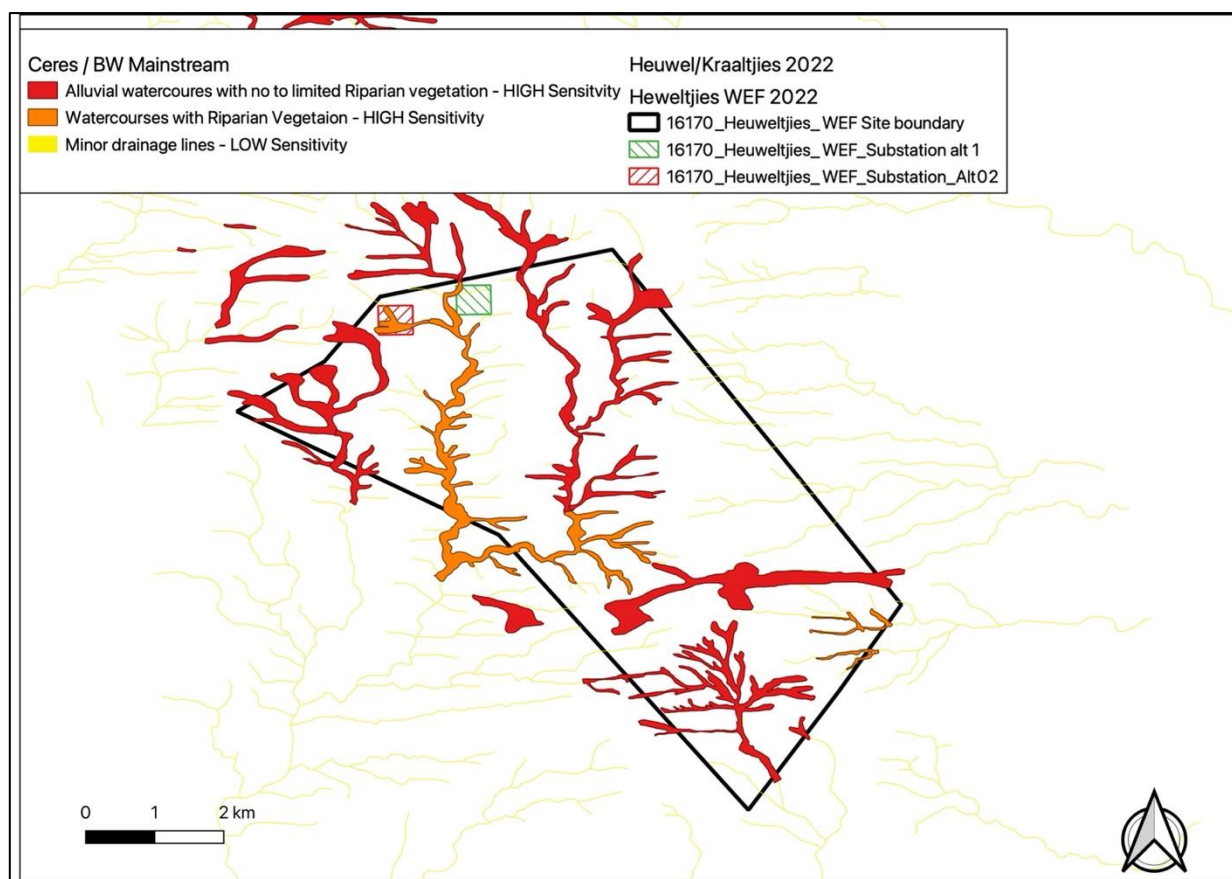 Ceres / BW Mainstream
Alluvial watercoures with no to limited Riparian vegetation - HIGH Sensitvity
Watercourses with Riparian Vegetaion - HIGH Sensitivity
Minor drainage lines - LOW Sensitivity
Heuwel/Kraaltjies 2022
Heweltjies WEF 2022
16170_Heuweltjies_WEF Site boundary
16170_Heuweltjies_WEF_Substation alt 1
16170_Heuweltjies_ WEF_Substation_Alt02
0 1 2 km